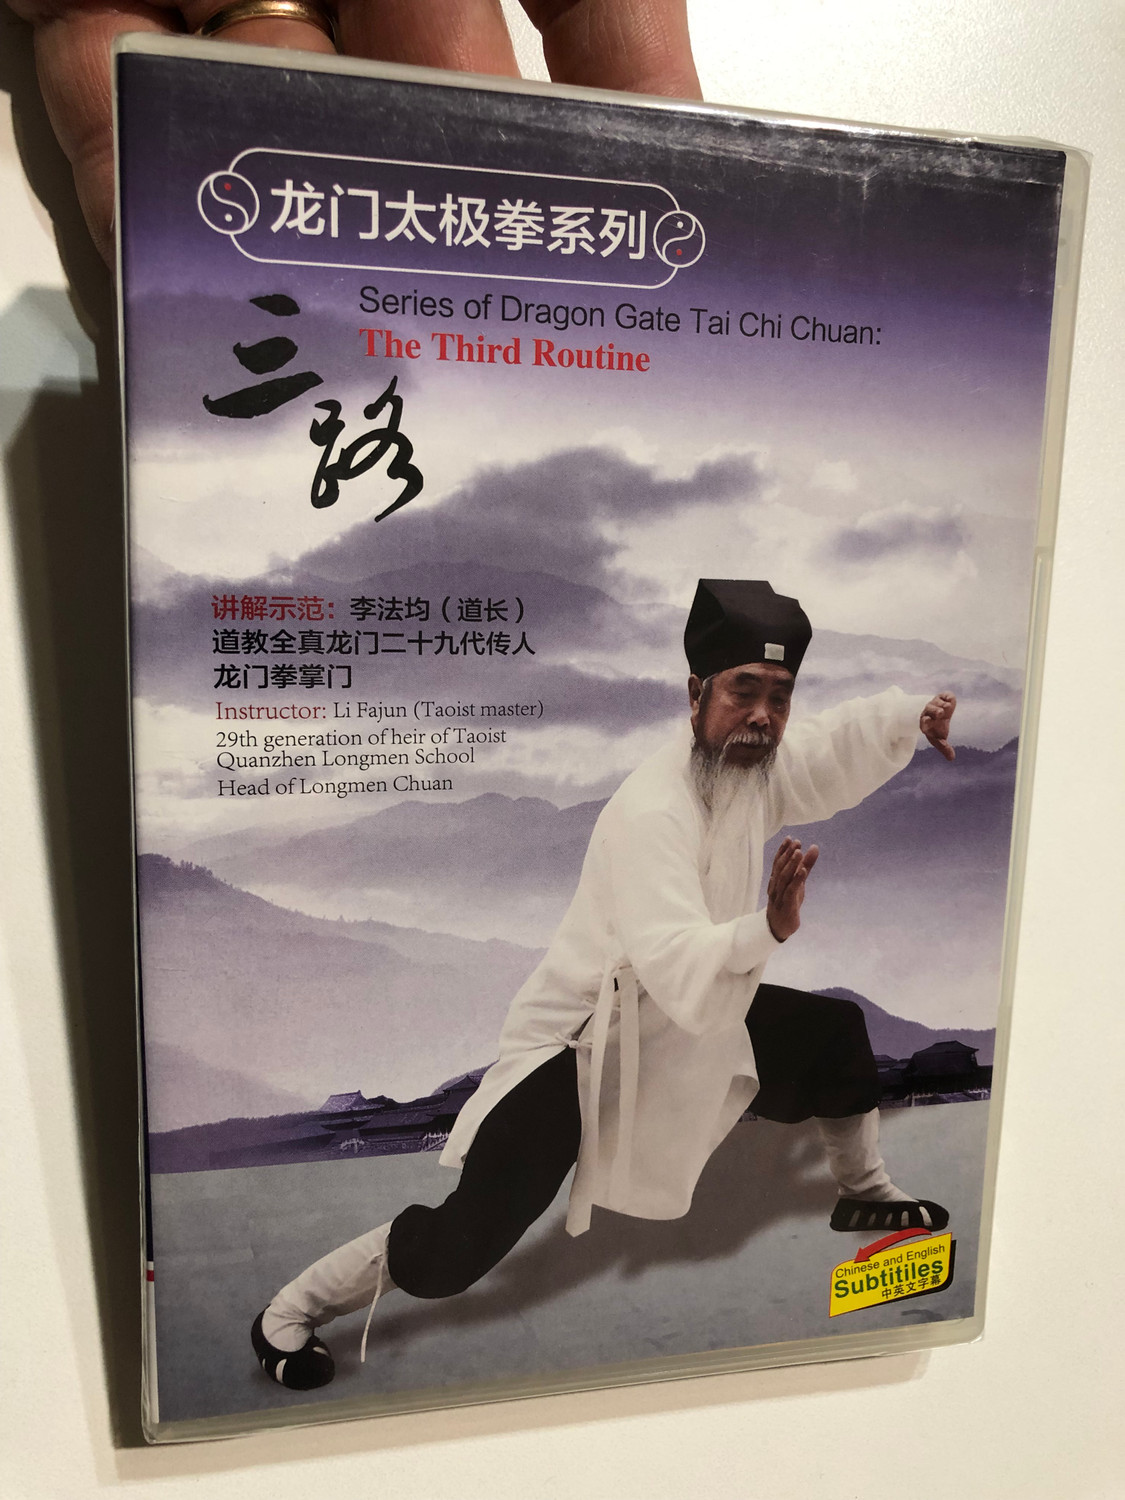 龙门太极拳系列
Series of Dragon Gate Tai Chi Chuan:
The Third Routine
三路
讲解示范：李法均（道长）
道教全真龙门二十九代传人
龙门拳掌门
Instructor: Li Fajun (Taoist master)
29th generation of heir of Taoist
Quanzhen Longmen School
Head of Longmen Chuan
Chinese and English
Subtitiles
中英文字幕